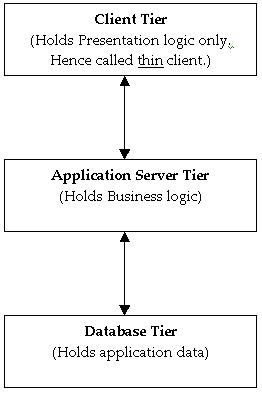 Client Tier
(Holds Presentation logic only.
Hence called thin client.)
Application Server Tier
(Holds Business logic)
Database Tier
(Holds application data)